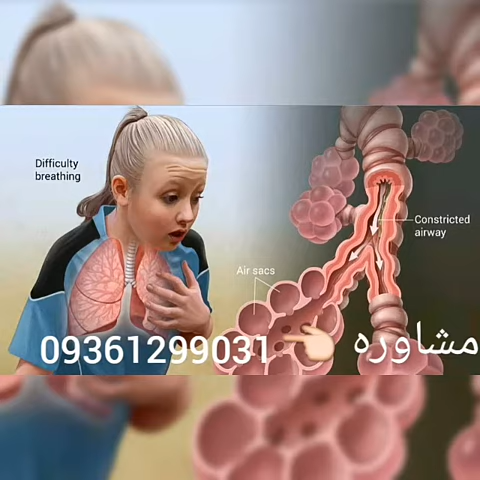 Difficulty
breathing
Constricted
airway
Air sacs
09361299031 👈🏻 مشاوره